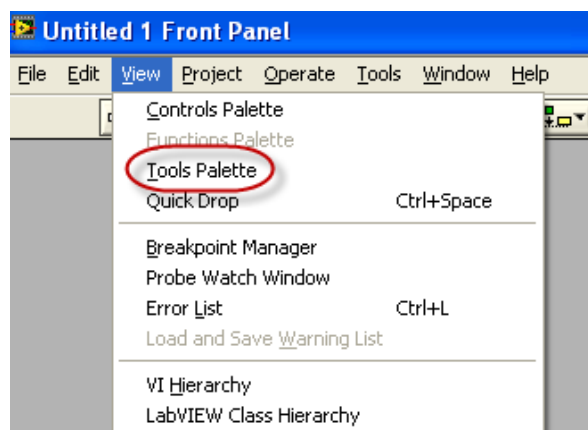 Untitled 1 Front Panel
File Edit View Project Operate Tools Window Help
Controls Palette
Functions Palette
Tools Palette
Quick Drop Ctrl+Space
Breakpoint Manager
Probe Watch Window
Error List Ctrl+L
Load and Save Warning List
VI Hierarchy
LabVIEW Class Hierarchy